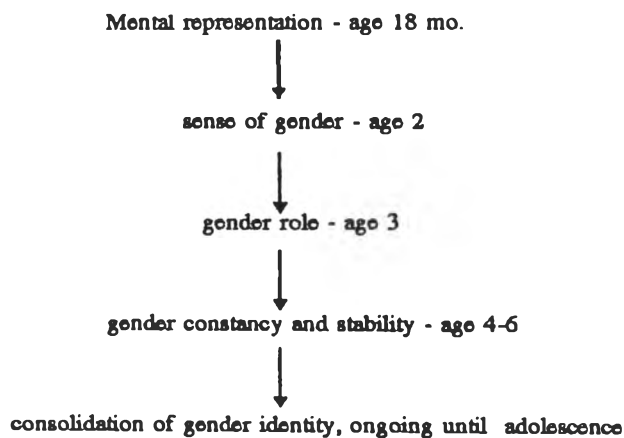 Mental representation - age 18 mo.
sense of gender - age 2
gender role - age 3
gender constancy and stability - age 4-6
consolidation of gender identity, ongoing until adolescence